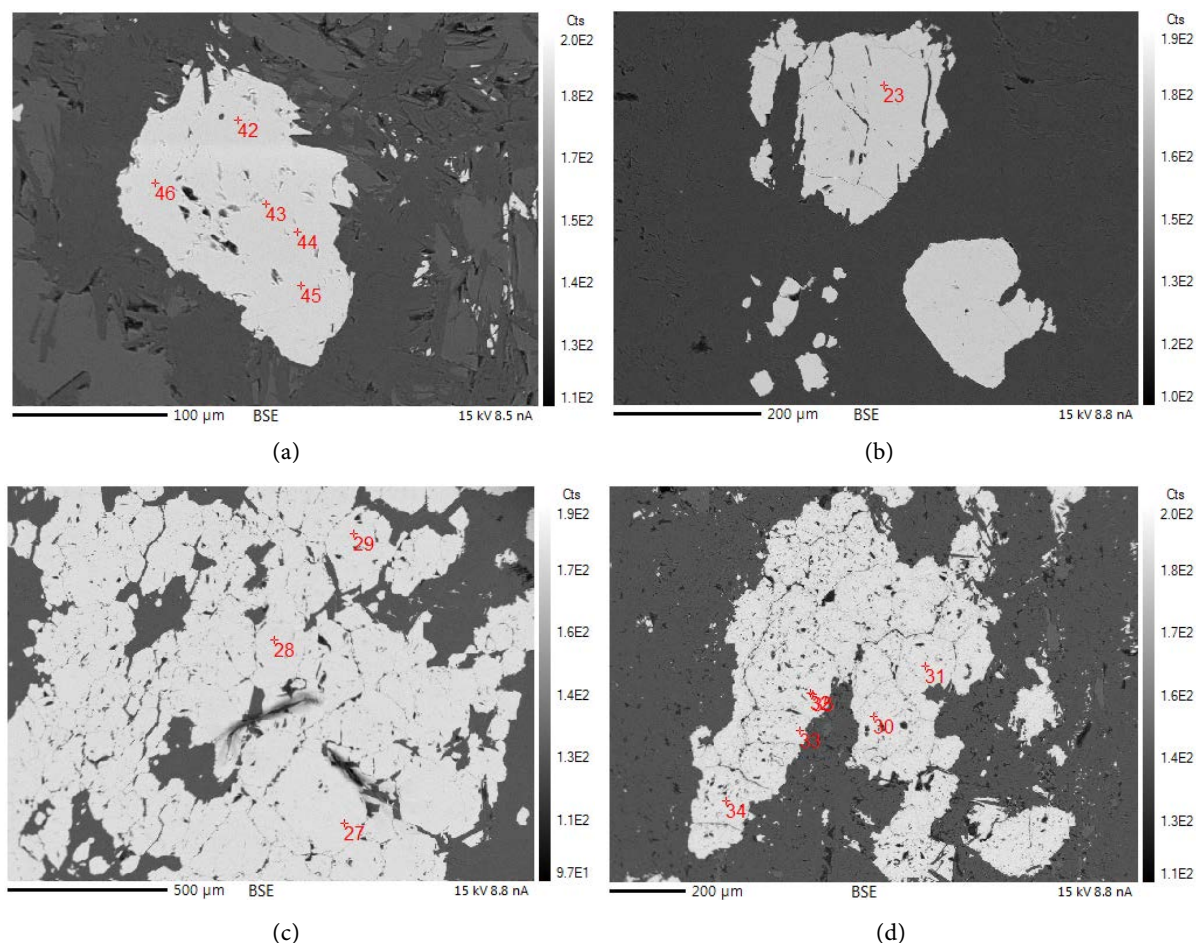 Cts
2.0E2
1.8E2
1.7E2
1.5E2
1.4E2
1.3E2
1.1E2
42
46
43
44
45
100 µm BSE 15 kV 8.5 nA
(a)
Cts
1.9E2
1.8E2
1.6E2
1.5E2
1.3E2
1.2E2
1.0E2
23
200 µm BSE 15 kV 8.8 nA
(b)
Cts
1.9E2
1.7E2
1.6E2
1.4E2
1.3E2
1.1E2
9.7E1
29
28
27
500 µm BSE 15 kV 8.8 nA
(c)
Cts
2.0E2
1.8E2
1.6E2
1.4E2
1.3E2
1.1E2
31
30
33
34
200 µm BSE 15 kV 8.8 nA
(d)